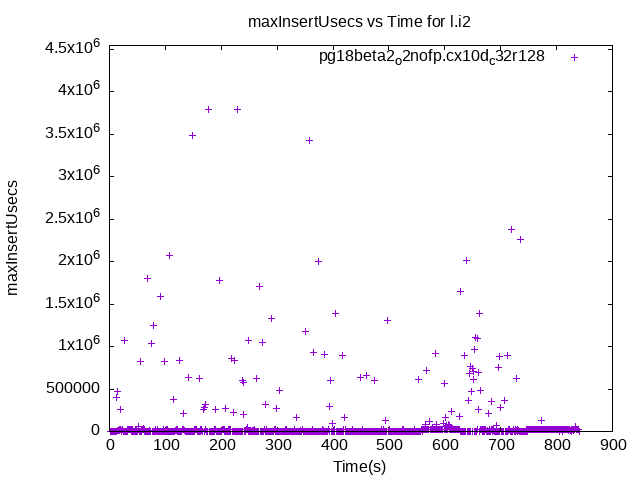 maxInsertUsecs vs Time for l.i2
pg18beta2_o2nofp.cx10d_c32r128
4.5x10^6
4x10^6
3.5x10^6
3x10^6
2.5x10^6
2x10^6
1.5x10^6
1x10^6
500000
0
maxInsertUsecs
0 100 200 300 400 500 600 700 800 900
Time(s)